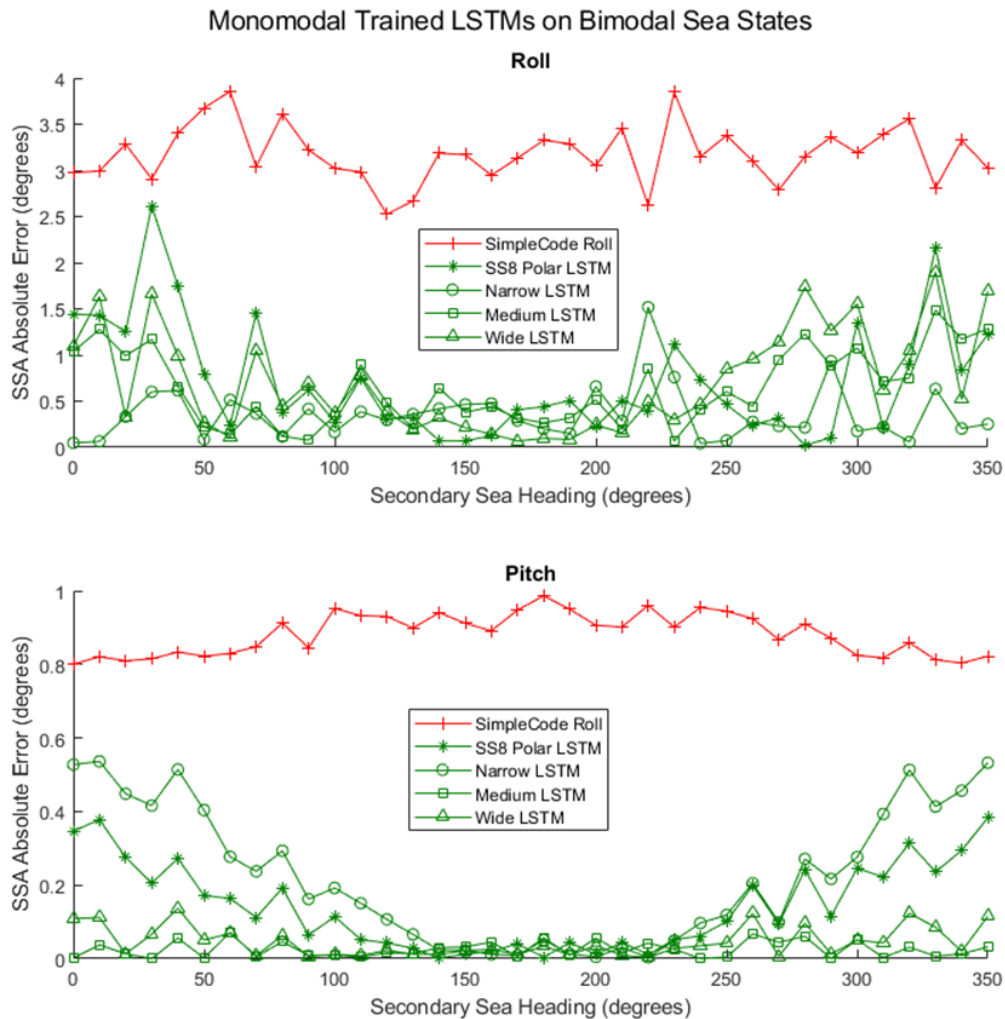 Monomodal Trained LSTMs on Bimodal Sea States
Roll
SSA Absolute Error (degrees)
4
3.5
3
2.5
2
1.5
1
0.5
0
SimpleCode Roll
SS8 Polar LSTM
Narrow LSTM
Medium LSTM
Wide LSTM
0 50 100 150 200 250 300 350
Secondary Sea Heading (degrees)
Pitch
SSA Absolute Error (degrees)
1
0.8
0.6
0.4
0.2
0
SimpleCode Roll
SS8 Polar LSTM
Narrow LSTM
Medium LSTM
Wide LSTM
0 50 100 150 200 250 300 350
Secondary Sea Heading (degrees)